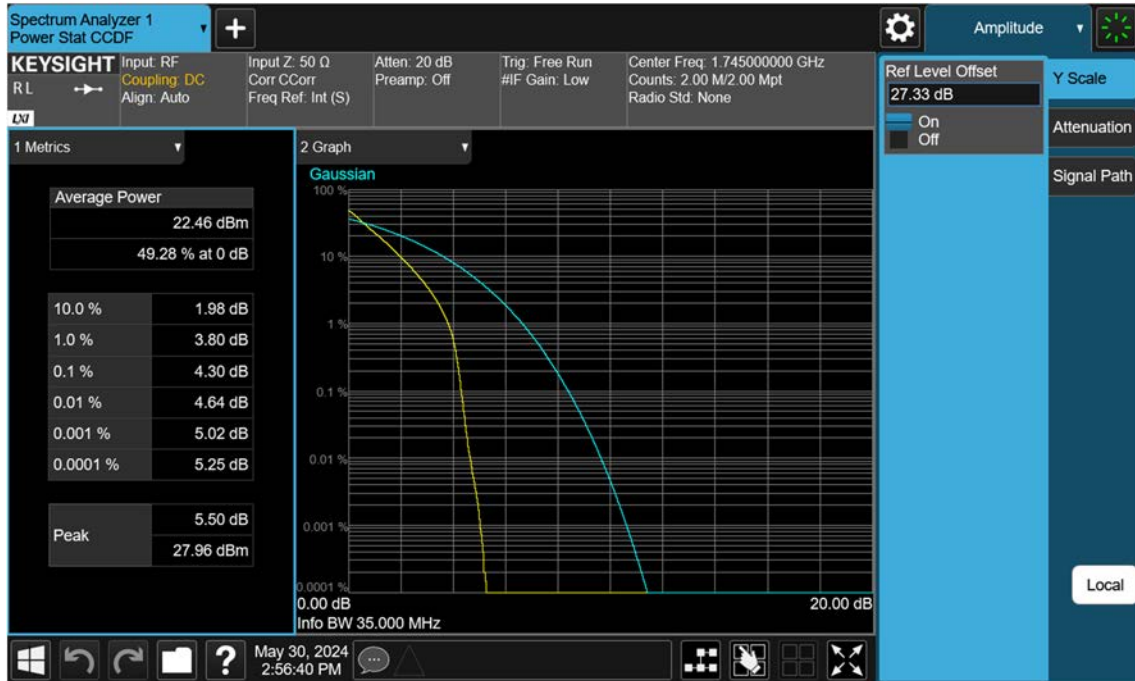 Spectrum Analyzer 1
Power Stat CCDF
+
Amplitude
KEYSIGHT
R L
LXI
Input: RF
Coupling: DC
Align: Auto
Input Z: 50 Ω
Corr CCorr
Freq Ref: Int (S)
Atten: 20 dB
Preamp: Off
Trig: Free Run
#IF Gain: Low
Center Freq: 1.745000000 GHz
Counts: 2.00 M/2.00 Mpt
Radio Std: None
Ref Level Offset
27.33 dB
On
Off
Y Scale
Attenuation
Signal Path
1 Metrics
Average Power
22.46 dBm
49.28 % at 0 dB
10.0 % 1.98 dB
1.0 % 3.80 dB
0.1 % 4.30 dB
0.01 % 4.64 dB
0.001 % 5.02 dB
0.0001 % 5.25 dB
Peak
5.50 dB
27.96 dBm
2 Graph
Gaussian
100 %
10 %
1 %
0.1 %
0.01 %
0.001 %
0.0001 %
0.00 dB 20.00 dB
Info BW 35.000 MHz
Local
?
May 30, 2024
2:56:40 PM